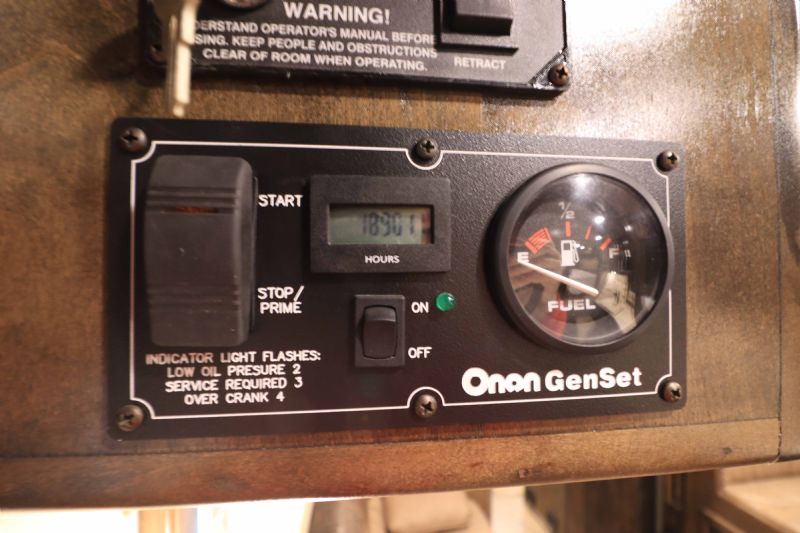 WARNING!
DERSTAND OPERATOR'S MANUAL BEFORE
SING. KEEP PEOPLE AND OBSTRUCTIONS
CLEAR OF ROOM WHEN OPERATING.
RETRACT
START
STOP/
PRIME
HOURS
ON
OFF
INDICATOR LIGHT FLASHES:
LOW OIL PRESURE 2
SERVICE REQUIRED 3
OVER CRANK 4
E
1/2
F
FUEL
Onan GenSet